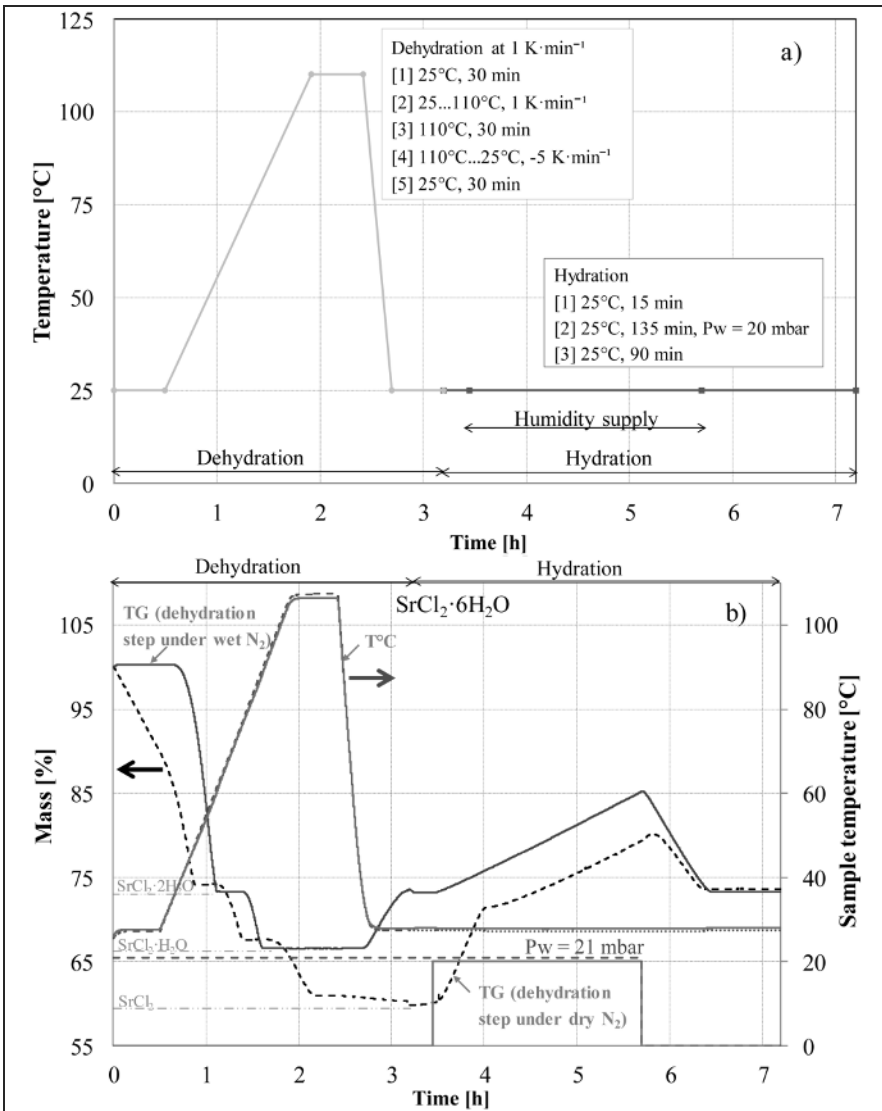 a)
125
100
75
50
25
0
Temperature [°C]
Dehydration at 1 K·min⁻¹
[1] 25°C, 30 min
[2] 25...110°C, 1 K·min⁻¹
[3] 110°C, 30 min
[4] 110°C...25°C, -5 K·min⁻¹
[5] 25°C, 30 min
Hydration
[1] 25°C, 15 min
[2] 25°C, 135 min, Pw = 20 mbar
[3] 25°C, 90 min
Humidity supply
Dehydration
Hydration
0 1 2 3 4 5 6 7
Time [h]
Dehydration
Hydration
SrCl₂·6H₂O
b)
TG (dehydration
step under wet N₂)
T°C
105
95
85
75
65
55
Mass [%]
100
80
60
40
20
0
Sample temperature [°C]
SrCl₂·2H₂O
SrCl₂·H₂O
SrCl₂
Pw = 21 mbar
TG (dehydration
step under dry N₂)
0 1 2 3 4 5 6 7
Time [h]